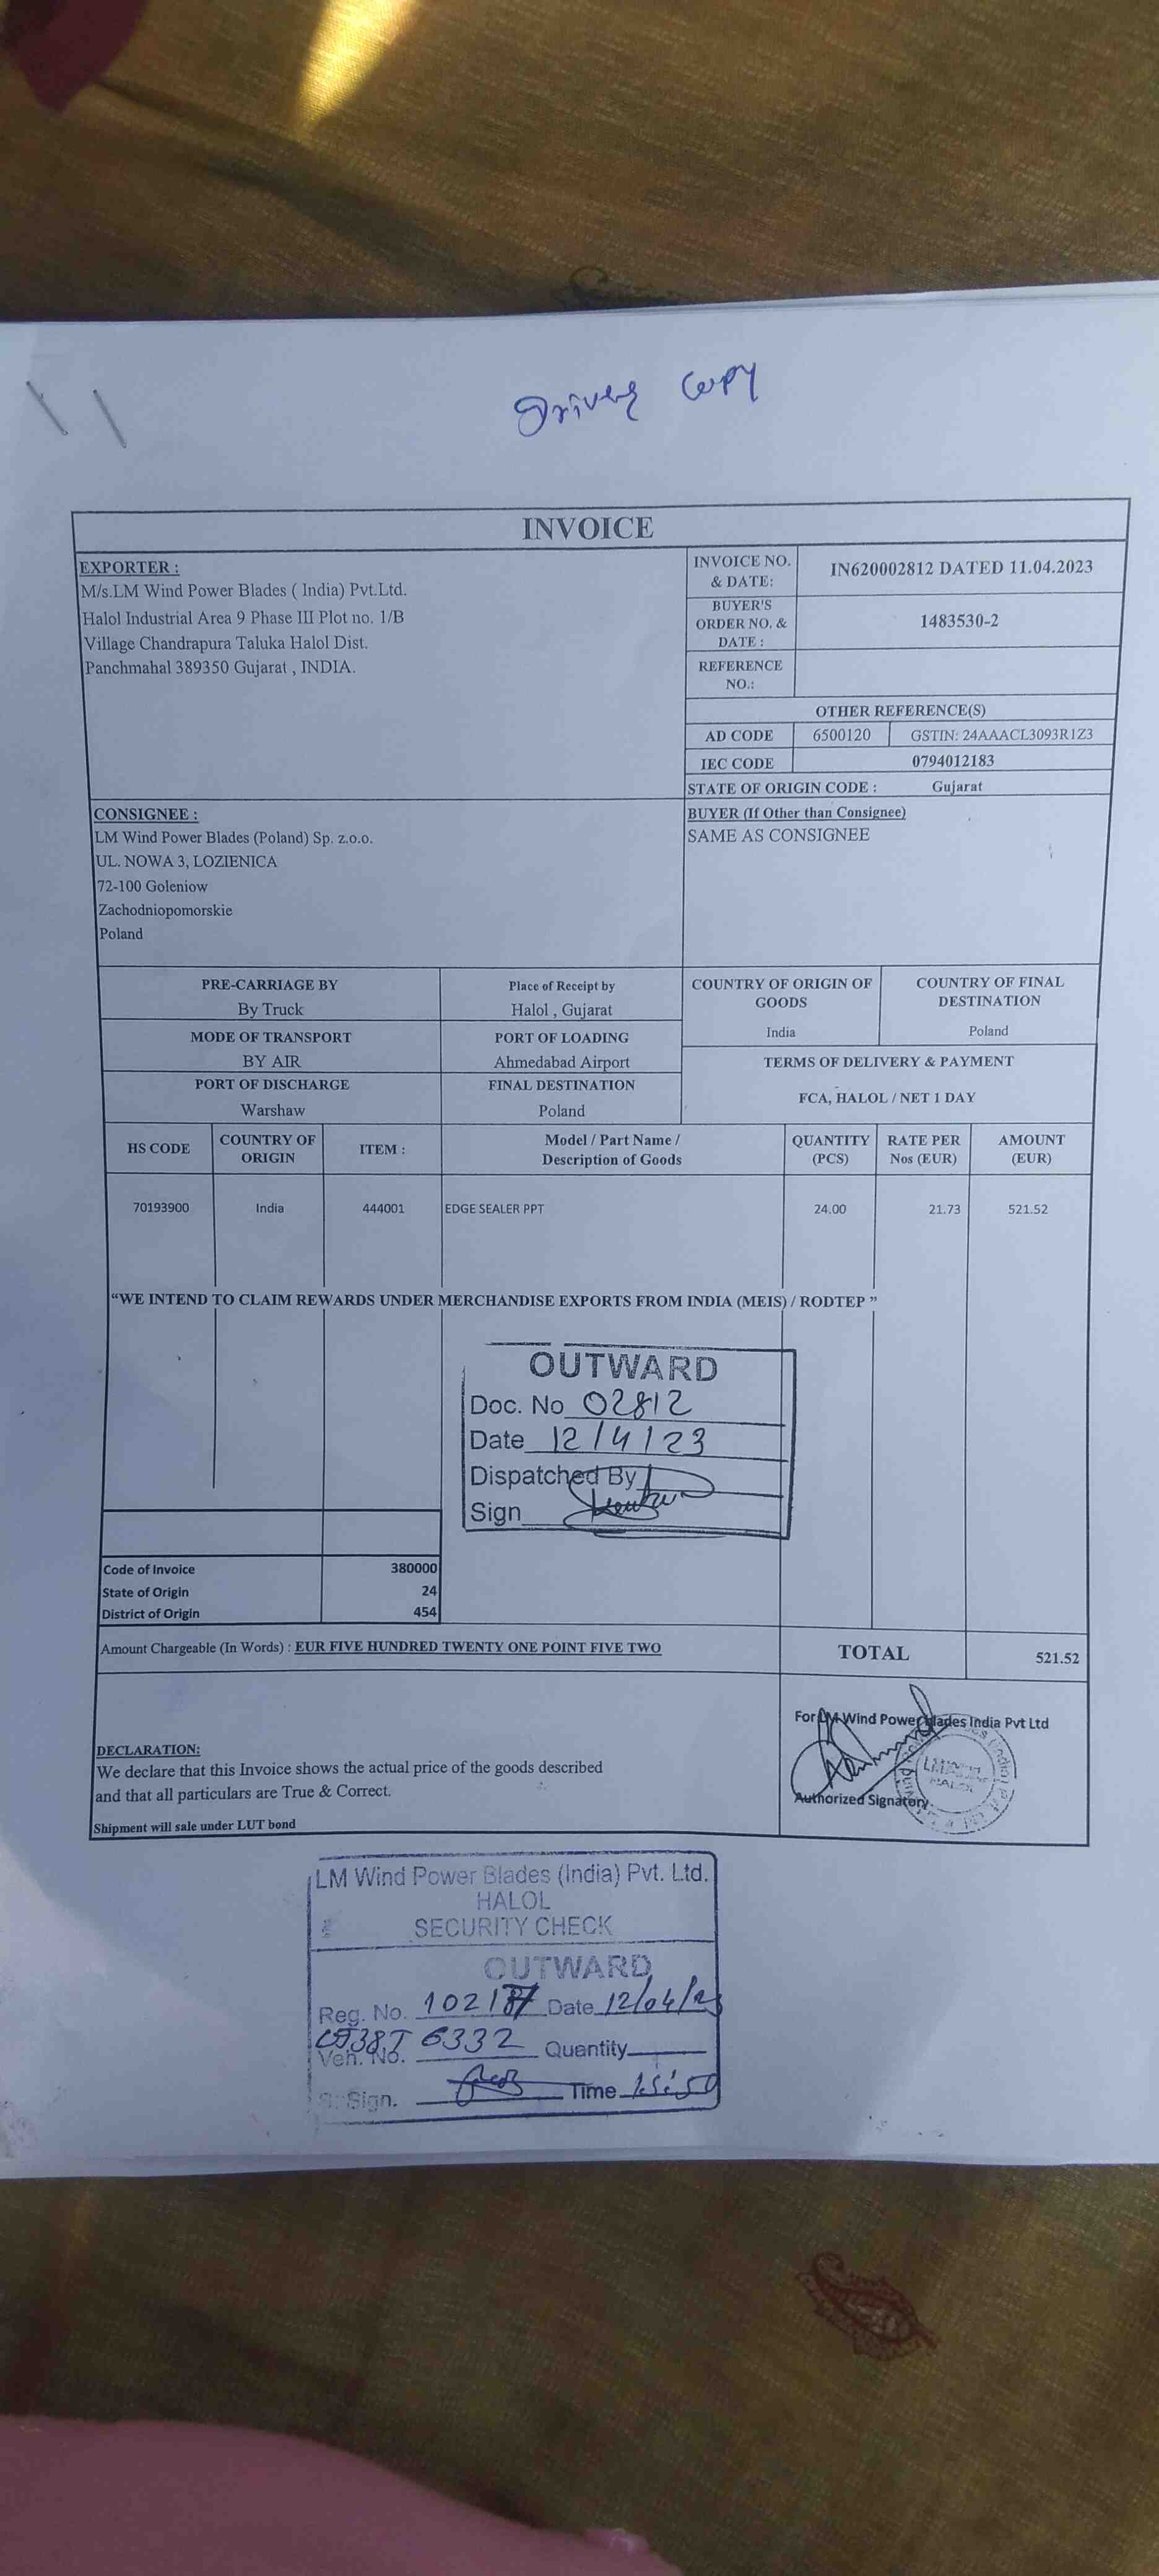 Copy
INVOICE
EXPORTER :
M/s.LM Wind Power Blades ( India) Pvt.Ltd.
Halol Industrial Area 9 Phase III Plot no. 1/B
Village Chandrapura Taluka Halol Dist.
Panchmahal 389350 Gujarat , INDIA.
INVOICE NO. & DATE:
IN620002812 DATED 11.04.2023
BUYER'S ORDER NO. & DATE :
1483530-2
REFERENCE NO.:
OTHER REFERENCE(S)
AD CODE 6500120 GSTIN: 24AAACL3093R1Z3
IEC CODE 0794012183
STATE OF ORIGIN CODE : Gujarat
CONSIGNEE :
LM Wind Power Blades (Poland) Sp. z.o.o.
UL. NOWA 3, LOZIENICA
72-100 Goleniow
Zachodniopomorskie
Poland
BUYER (If Other than Consignee)
SAME AS CONSIGNEE
PRE-CARRIAGE BY
By Truck
Place of Receipt by
Halol , Gujarat
COUNTRY OF ORIGIN OF GOODS
India
COUNTRY OF FINAL DESTINATION
Poland
MODE OF TRANSPORT
BY AIR
PORT OF LOADING
Ahmedabad Airport
TERMS OF DELIVERY & PAYMENT
FCA, HALOL / NET 1 DAY
PORT OF DISCHARGE
Warshaw
FINAL DESTINATION
Poland
HS CODE COUNTRY OF ORIGIN ITEM : Model / Part Name / Description of Goods QUANTITY (PCS) RATE PER Nos (EUR) AMOUNT (EUR)
70193900 India 444001 EDGE SEALER PPT 24.00 21.73 521.52
“WE INTEND TO CLAIM REWARDS UNDER MERCHANDISE EXPORTS FROM INDIA (MEIS) / RODTEP ”
OUTWARD
Doc. No 02812
Date 12/4/23
Dispatched By
Sign
Code of Invoice 380000
State of Origin 24
District of Origin 454
Amount Chargeable (In Words) : EUR FIVE HUNDRED TWENTY ONE POINT FIVE TWO
TOTAL 521.52
For LM Wind Power Blades India Pvt Ltd
Authorized Signatory
DECLARATION:
We declare that this Invoice shows the actual price of the goods described
and that all particulars are True & Correct.
Shipment will sale under LUT bond
LM Wind Power Blades (India) Pvt. Ltd.
HALOL
SECURITY CHECK
OUTWARD
Reg. No. Date 12/04/23
Veh. No. 6332 Quantity
Sign. Time